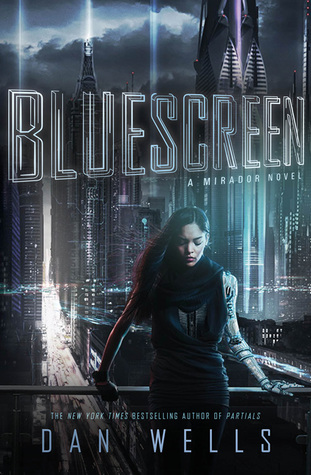 BLUESCREEN
A MIRADOR NOVEL
THE NEW YORK TIMES BESTSELLING AUTHOR OF PARTIALS
DAN WELLS